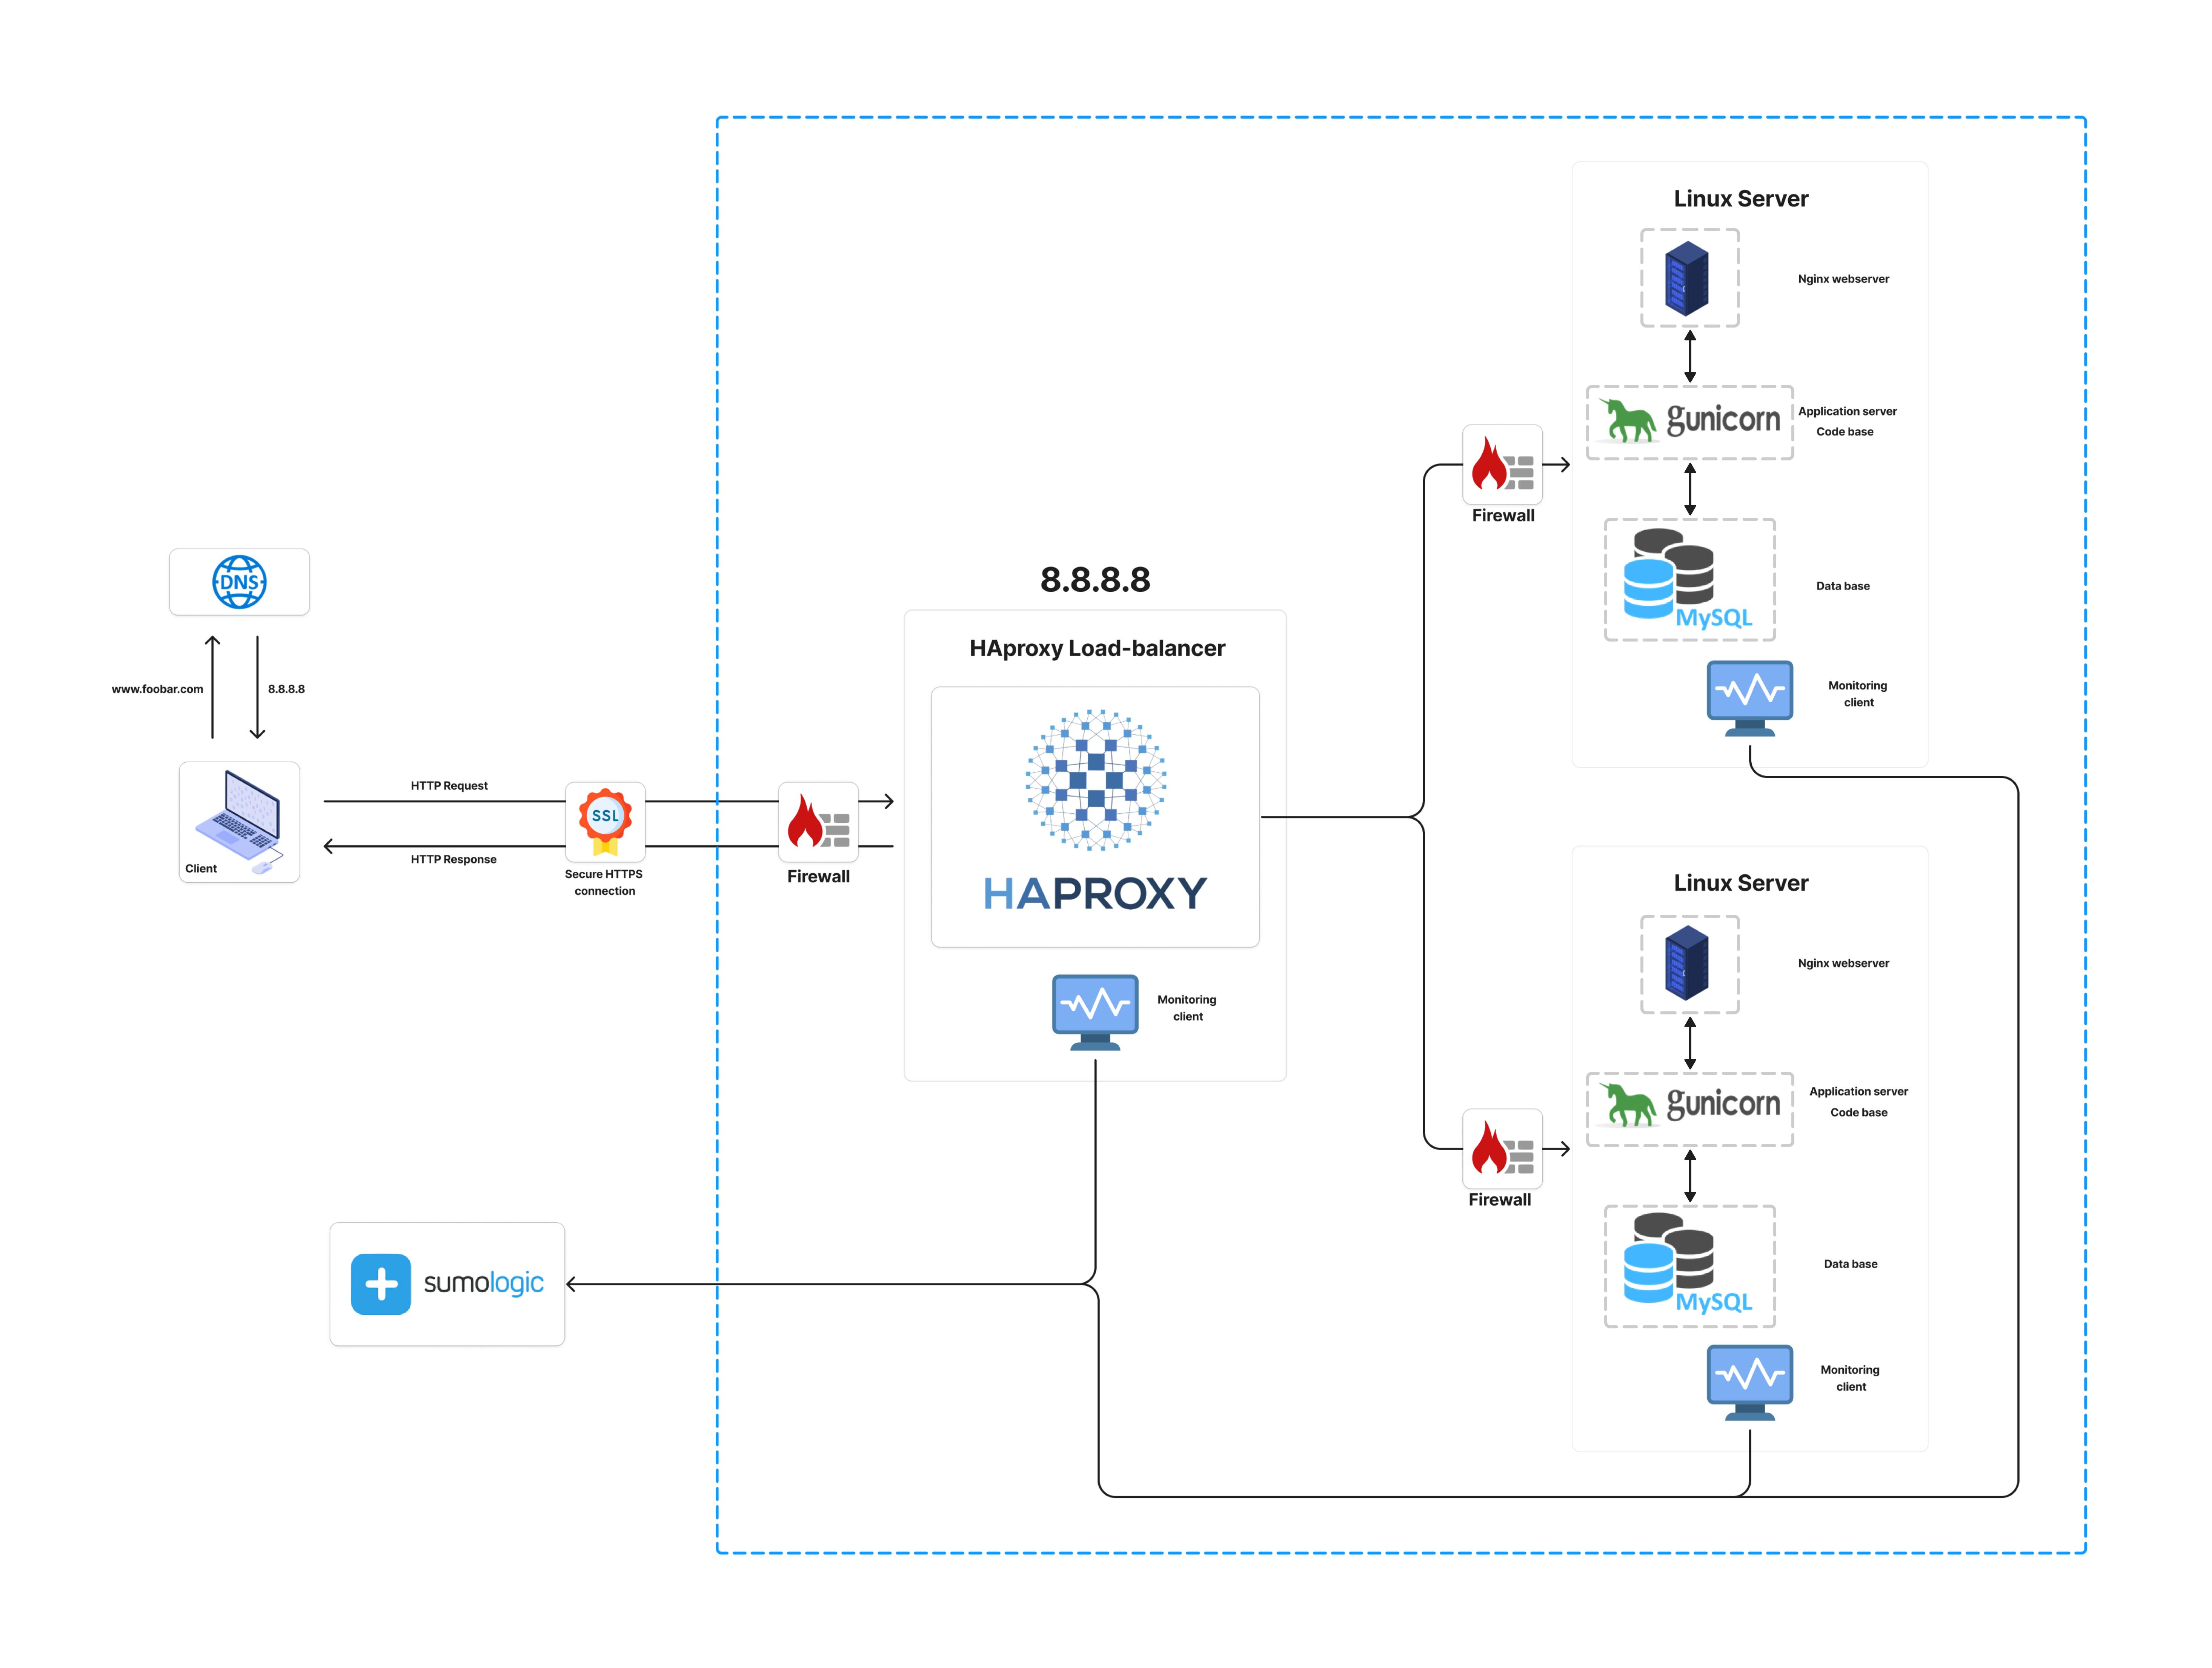 DNS
www.foobar.com
8.8.8.8
Client
HTTP Request
HTTP Response
SSL
Secure HTTPS
connection
Firewall
8.8.8.8
HAproxy Load-balancer
HAPROXY
Monitoring
client
sumologic
Firewall
Linux Server
Nginx webserver
gunicorn
Application server
Code base
MySQL
Data base
Monitoring
client
Firewall
Linux Server
Nginx webserver
gunicorn
Application server
Code base
MySQL
Data base
Monitoring
client